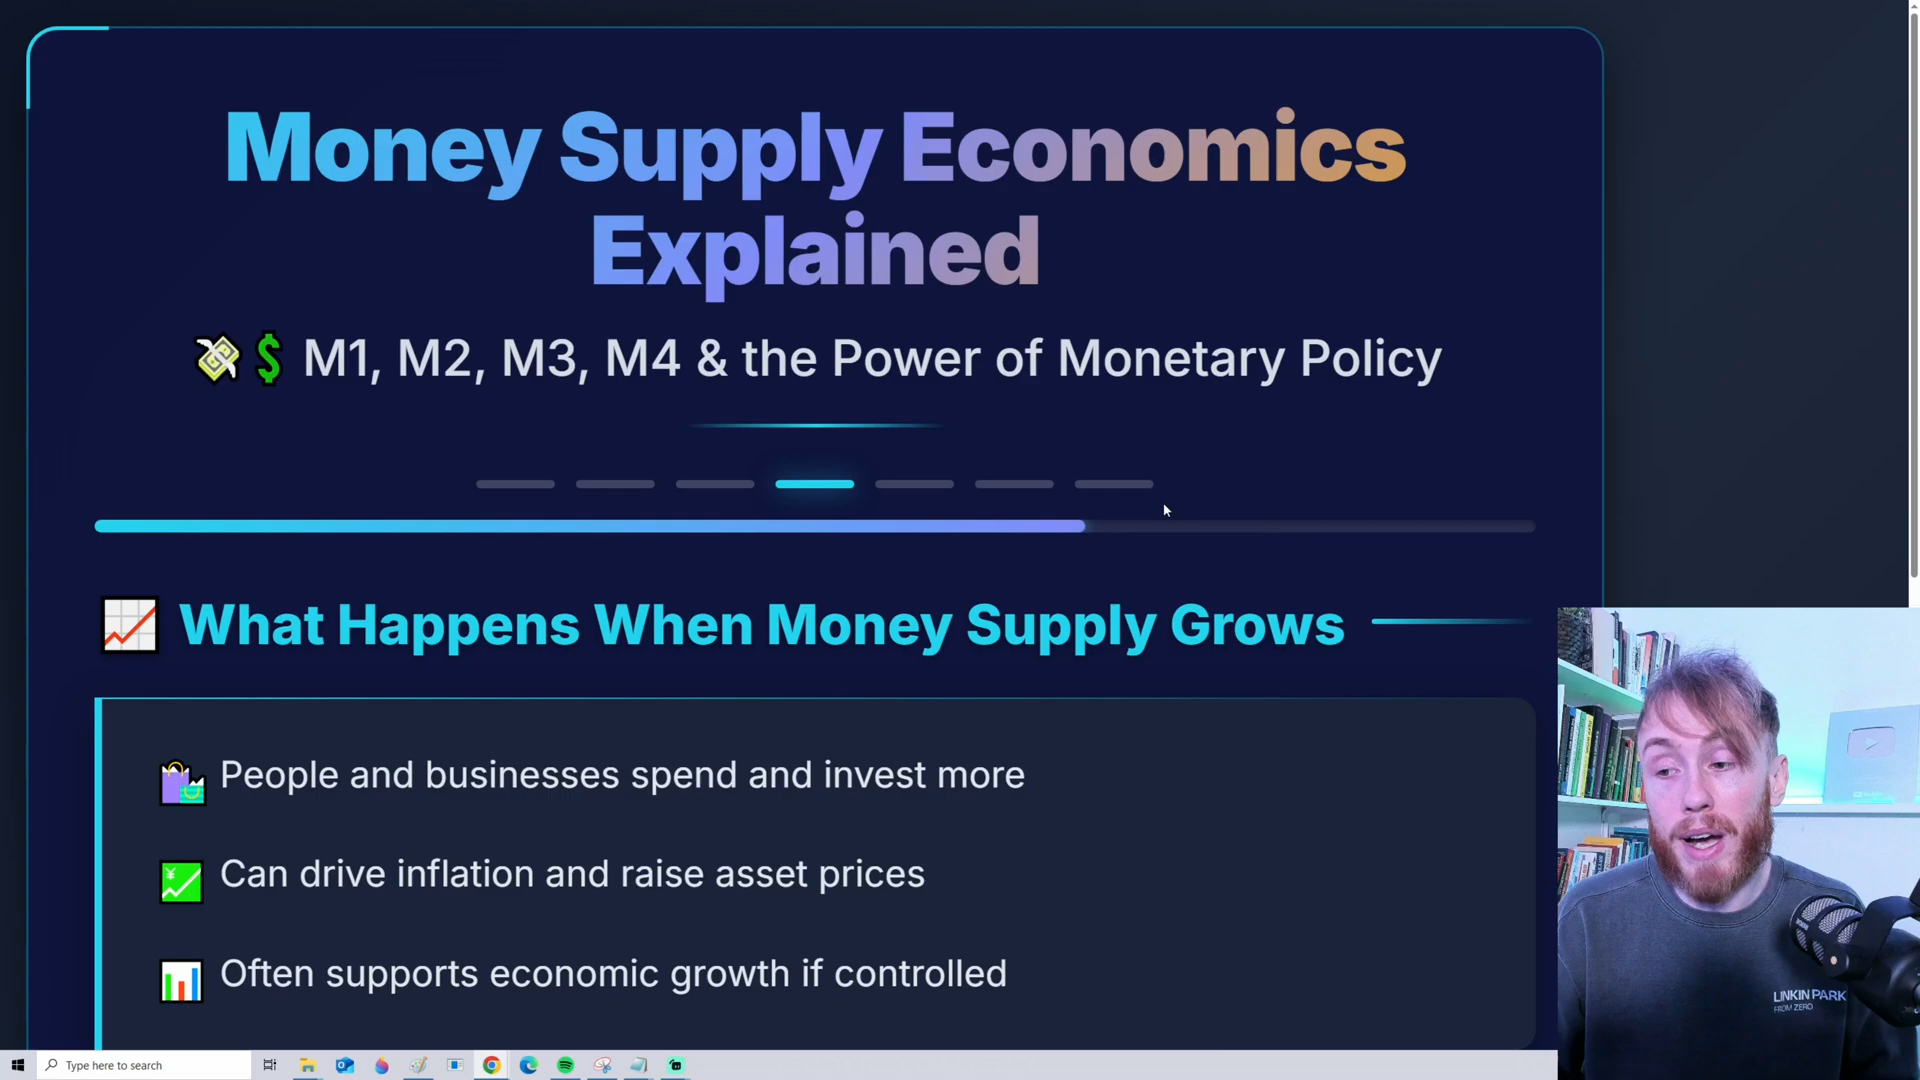 Money Supply Economics
Explained
M1, M2, M3, M4 & the Power of Monetary Policy
What Happens When Money Supply Grows
People and businesses spend and invest more
Can drive inflation and raise asset prices
Often supports economic growth if controlled
LINKIN PARK
FROM ZERO
Type here to search